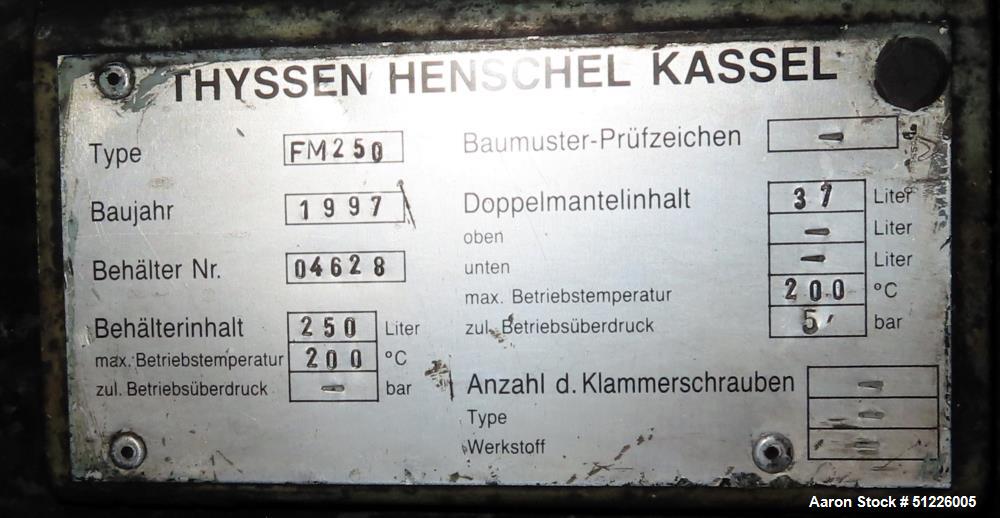 THYSSEN HENSCHEL KASSEL
Type FM250
Baujahr 1997
Behälter Nr. 04628
Behälterinhalt 250 Liter
max. Betriebstemperatur 200 °C
zul. Betriebsüberdruck - bar
Baumuster-Prüfzeichen -
Doppelmantelinhalt 37 Liter
oben - Liter
unten - Liter
max. Betriebstemperatur 200 °C
zul. Betriebsüberdruck 5 bar
Anzahl d. Klammerschrauben -
Type -
Werkstoff -
Aaron Stock # 51226005